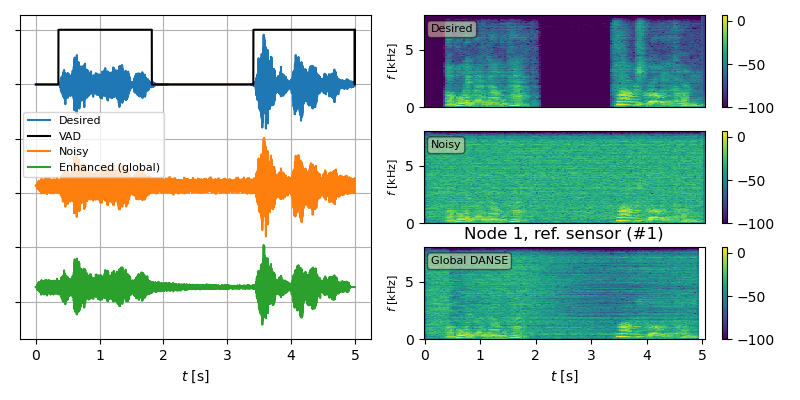 Desired
VAD
Noisy
Enhanced (global)
0
1
2
3
4
5
t [s]
Desired
f [kHz]
5
0
0
−50
−100
Noisy
f [kHz]
5
0
0
−50
−100
Node 1, ref. sensor (#1)
Global DANSE
f [kHz]
5
0
0
−50
−100
0
1
2
3
4
5
t [s]